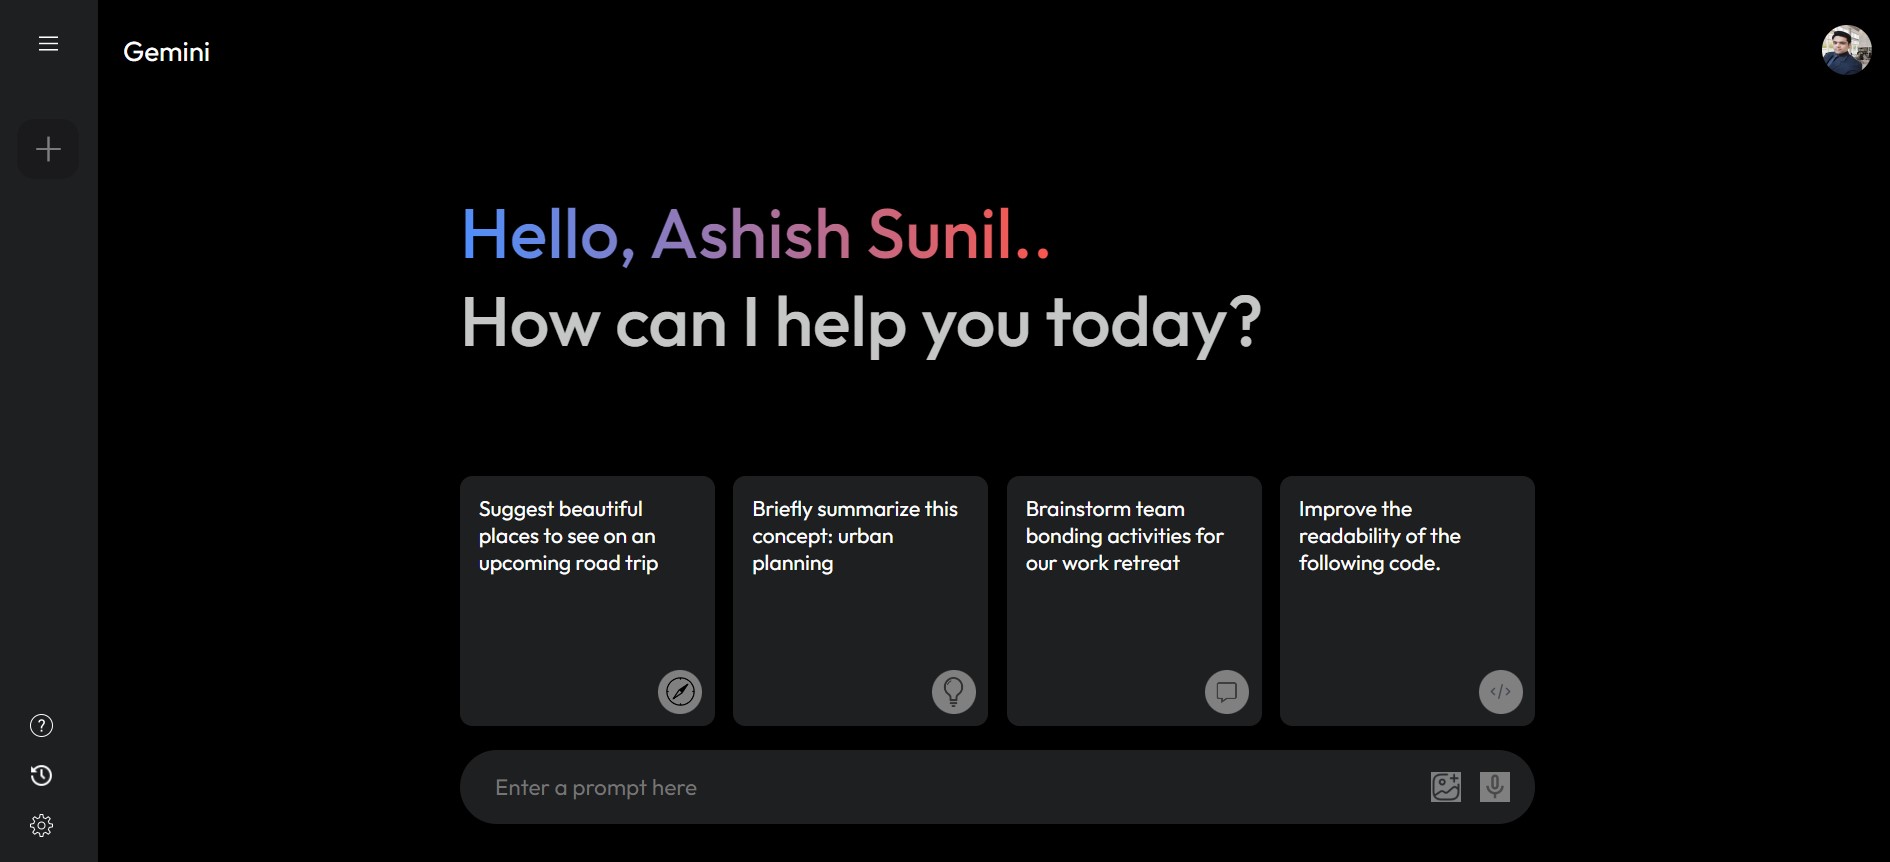 Gemini
Hello, Ashish Sunil..
How can I help you today?
Suggest beautiful
places to see on an
upcoming road trip
Briefly summarize this
concept: urban
planning
Brainstorm team
bonding activities for
our work retreat
Improve the
readability of the
following code.
Enter a prompt here